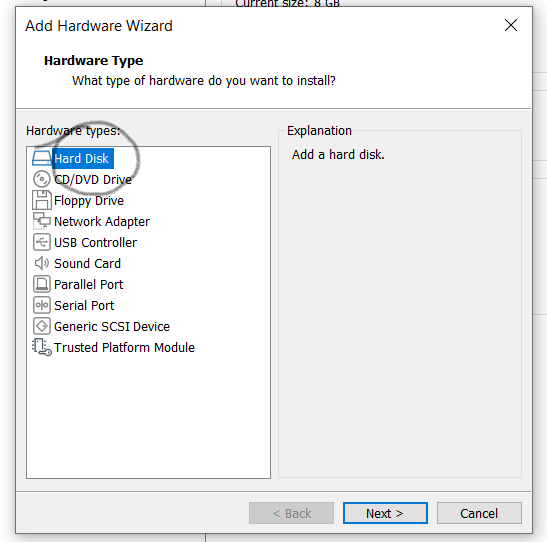 Current size: 8 GB
Add Hardware Wizard
Hardware Type
What type of hardware do you want to install?
Hardware types:
Hard Disk
CD/DVD Drive
Floppy Drive
Network Adapter
USB Controller
Sound Card
Parallel Port
Serial Port
Generic SCSI Device
Trusted Platform Module
Explanation
Add a hard disk.
< Back
Next >
Cancel